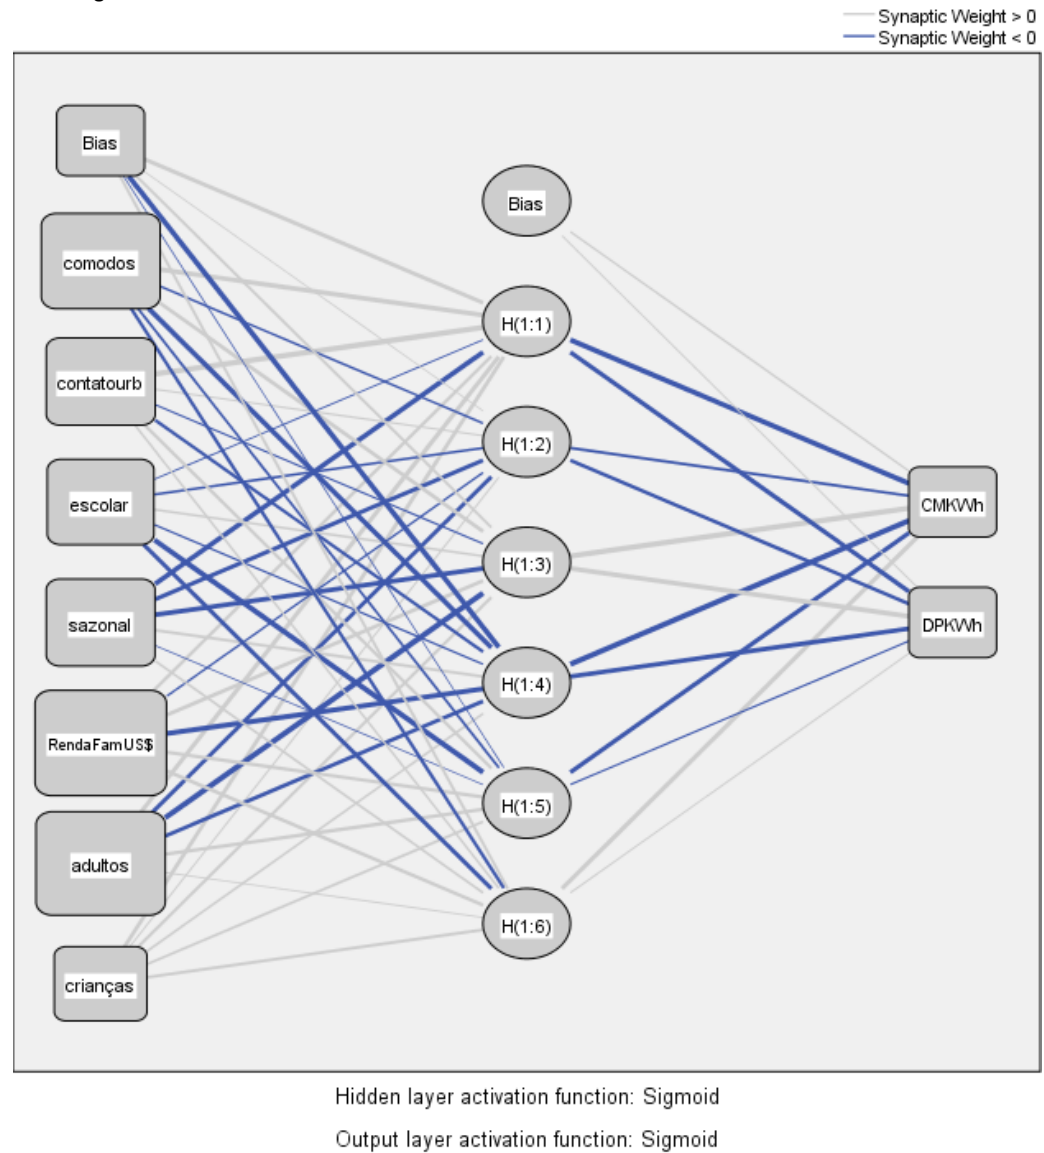 Synaptic Weight > 0
Synaptic Weight < 0
Bias
comodos
contatourb
escolar
sazonal
RendaFamUS$
adultos
crianças
Bias
H(1:1)
H(1:2)
H(1:3)
H(1:4)
H(1:5)
H(1:6)
CMKWh
DPKWh
Hidden layer activation function: Sigmoid
Output layer activation function: Sigmoid